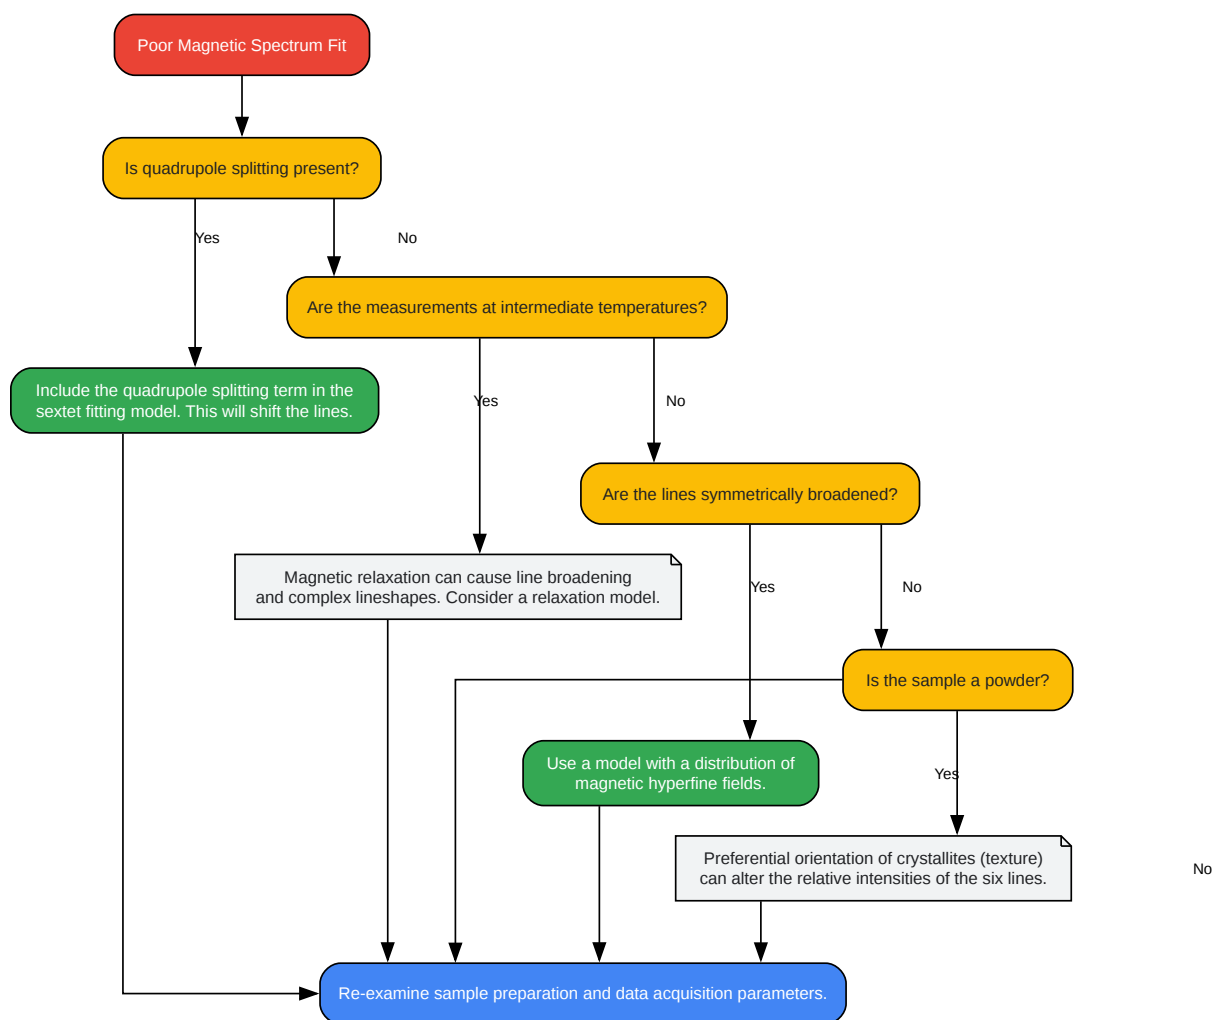 Poor Magnetic Spectrum Fit
Is quadrupole splitting present?
Yes
No
Are the measurements at intermediate temperatures?
Include the quadrupole splitting term in the
sextet fitting model. This will shift the lines.
Yes
No
Are the lines symmetrically broadened?
Magnetic relaxation can cause line broadening
and complex lineshapes. Consider a relaxation model.
Yes
No
Is the sample a powder?
Use a model with a distribution of
magnetic hyperfine fields.
Yes
Preferential orientation of crystallites (texture)
can alter the relative intensities of the six lines.
No
Re-examine sample preparation and data acquisition parameters.